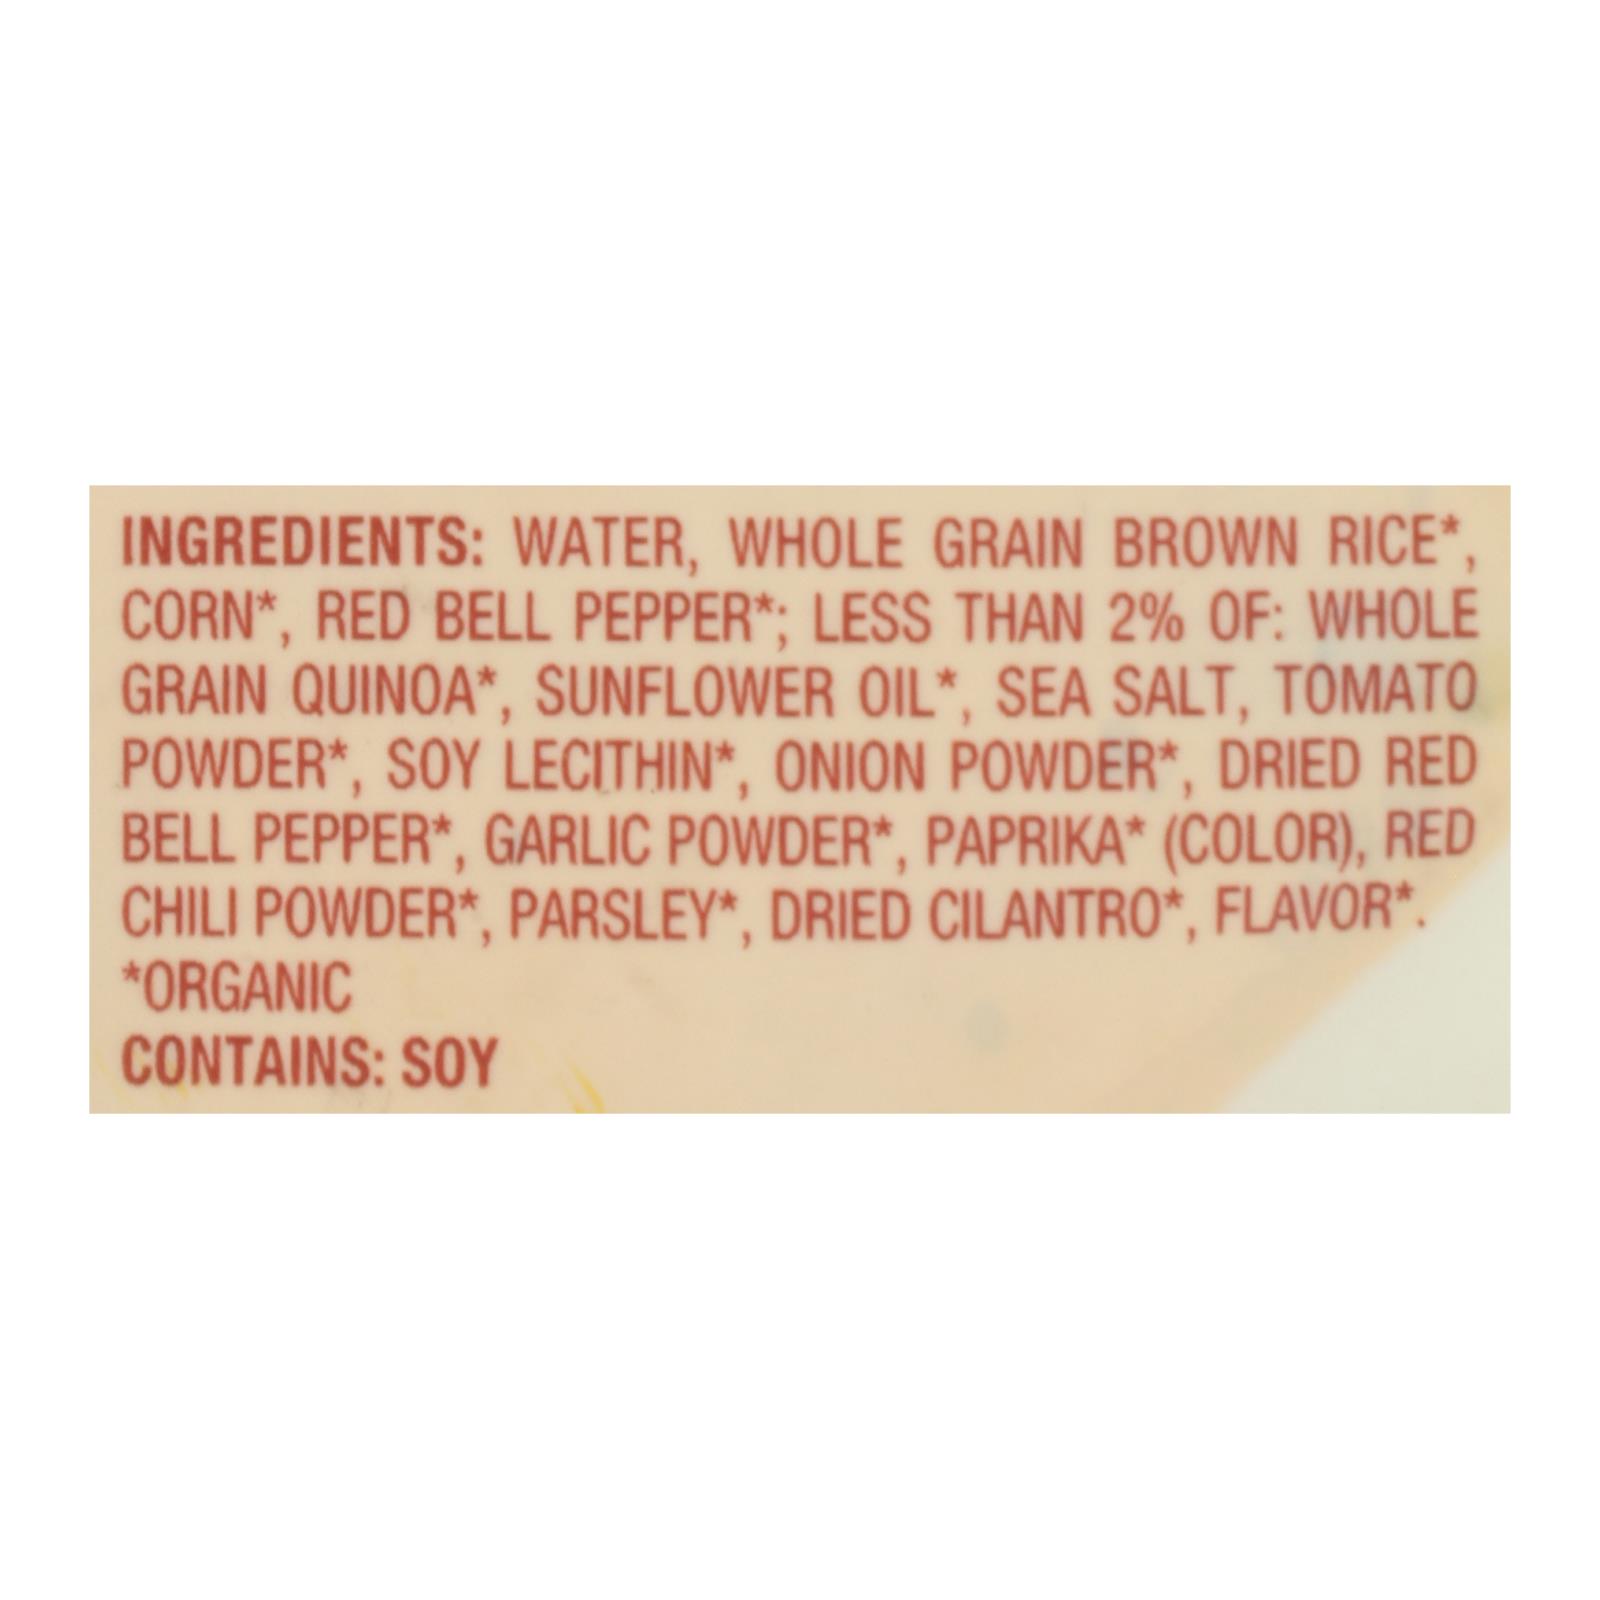 INGREDIENTS: WATER, WHOLE GRAIN BROWN RICE*,
CORN*, RED BELL PEPPER*; LESS THAN 2% OF: WHOLE
GRAIN QUINOA*, SUNFLOWER OIL*, SEA SALT, TOMATO
POWDER*, SOY LECITHIN*, ONION POWDER*, DRIED RED
BELL PEPPER*, GARLIC POWDER*, PAPRIKA* (COLOR), RED
CHILI POWDER*, PARSLEY*, DRIED CILANTRO*, FLAVOR*.
*ORGANIC
CONTAINS: SOY